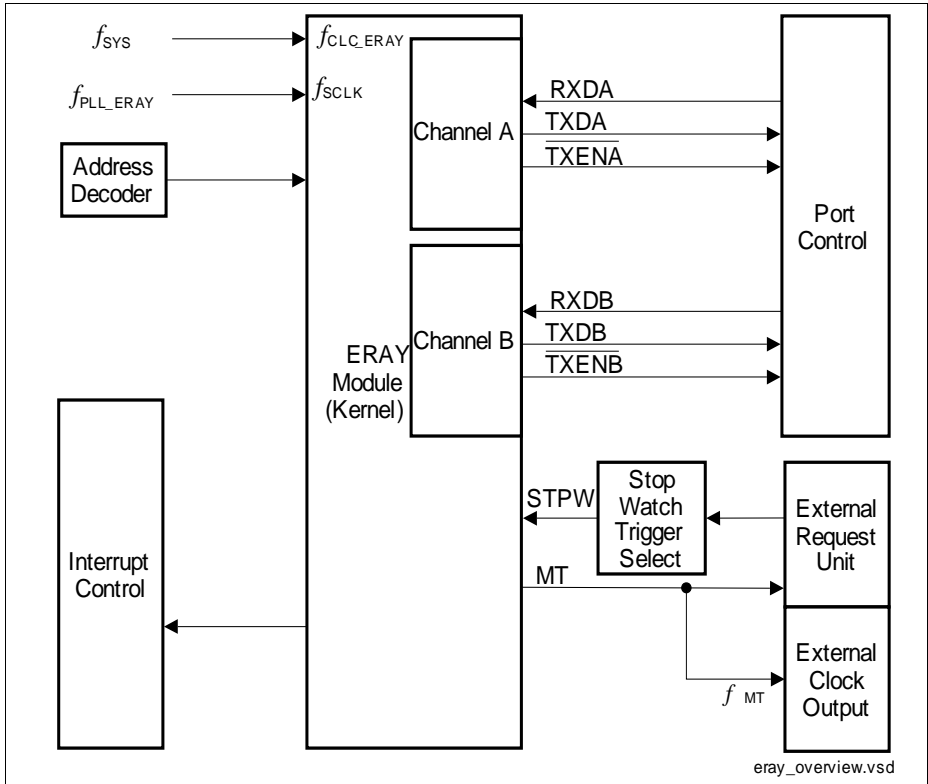 fSYS
fCLC_ERAY
fPLL_ERAY
fSCLK
Address
Decoder
Channel A
RXDA
TXDA
TXENA
Port
Control
Channel B
RXDB
TXDB
TXENB
ERAY
Module
(Kernel)
Interrupt
Control
STPW
Stop
Watch
Trigger
Select
External
Request
Unit
MT
External
Clock
Output
f MT
eray_overview.vsd